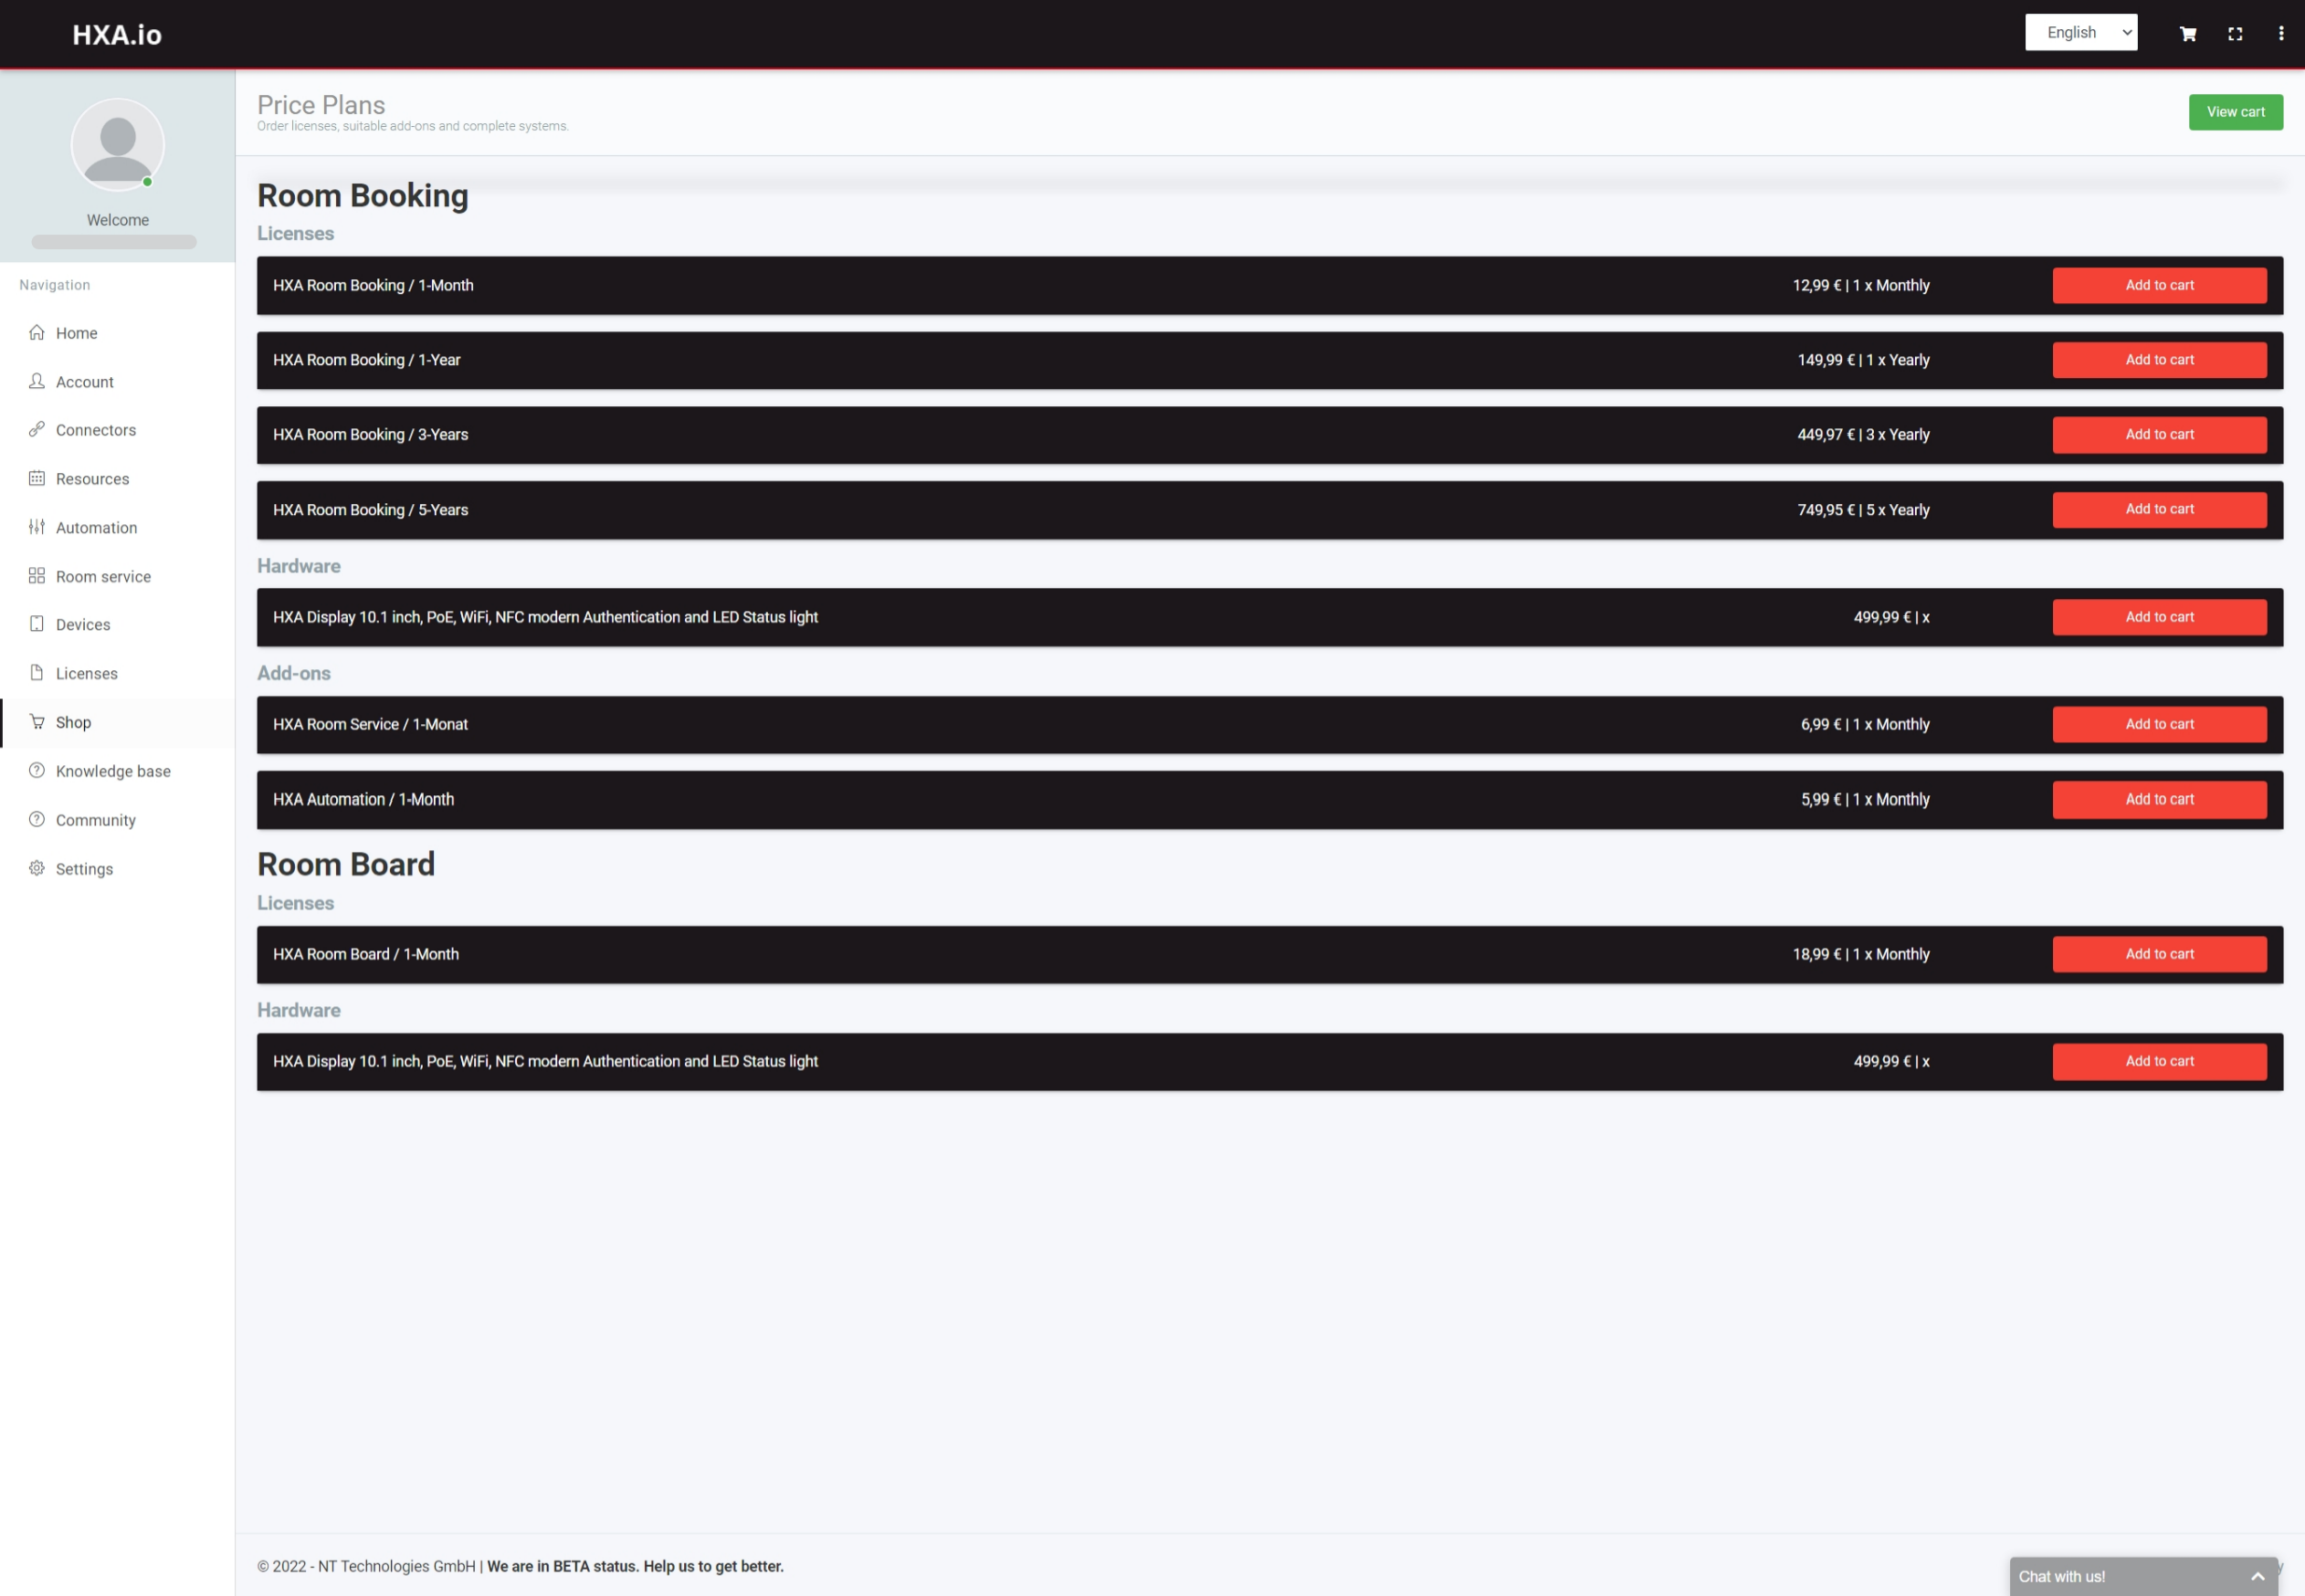 HXA.io
English
Price Plans
Order licenses, suitable add-ons and complete systems.
View cart
Welcome
Navigation
Home
Account
Connectors
Resources
Automation
Room service
Devices
Licenses
Shop
Knowledge base
Community
Settings
Room Booking
Licenses
HXA Room Booking / 1-Month 12,99 € | 1 x Monthly Add to cart
HXA Room Booking / 1-Year 149,99 € | 1 x Yearly Add to cart
HXA Room Booking / 3-Years 449,97 € | 3 x Yearly Add to cart
HXA Room Booking / 5-Years 749,95 € | 5 x Yearly Add to cart
Hardware
HXA Display 10.1 inch, PoE, WiFi, NFC modern Authentication and LED Status light 499,99 € | x Add to cart
Add-ons
HXA Room Service / 1-Monat 6,99 € | 1 x Monthly Add to cart
HXA Automation / 1-Month 5,99 € | 1 x Monthly Add to cart
Room Board
Licenses
HXA Room Board / 1-Month 18,99 € | 1 x Monthly Add to cart
Hardware
HXA Display 10.1 inch, PoE, WiFi, NFC modern Authentication and LED Status light 499,99 € | x Add to cart
© 2022 - NT Technologies GmbH | We are in BETA status. Help us to get better.
Chat with us!